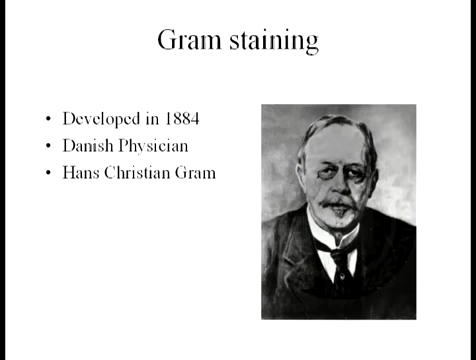 Gram staining
• Developed in 1884
• Danish Physician
• Hans Christian Gram